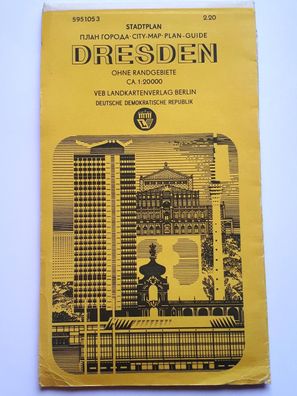 5951053 2.20
STADTPLAN
ПЛАН ГОРОДА·CITY-MAP·PLAN-GUIDE
DRESDEN
OHNE RANDGEBIETE
CA. 1:20000
VEB LANDKARTENVERLAG BERLIN
DEUTSCHE DEMOKRATISCHE REPUBLIK